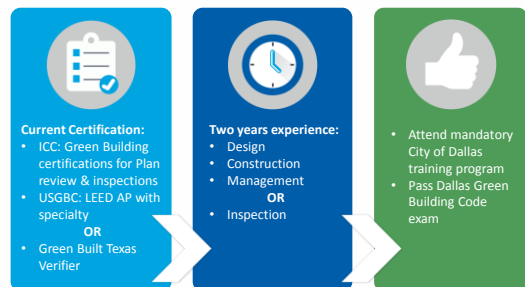 Current Certification:
• ICC: Green Building
certifications for Plan
review & inspections
• USGBC: LEED AP with
specialty
OR
• Green Built Texas
Verifier
Two years experience:
• Design
• Construction
• Management
OR
• Inspection
• Attend mandatory
City of Dallas
training program
• Pass Dallas Green
Building Code
exam